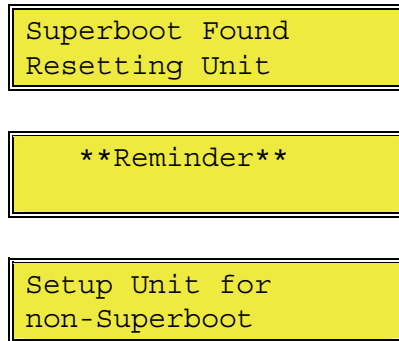 Superboot Found
Resetting Unit
**Reminder**
Setup Unit for
non-Superboot